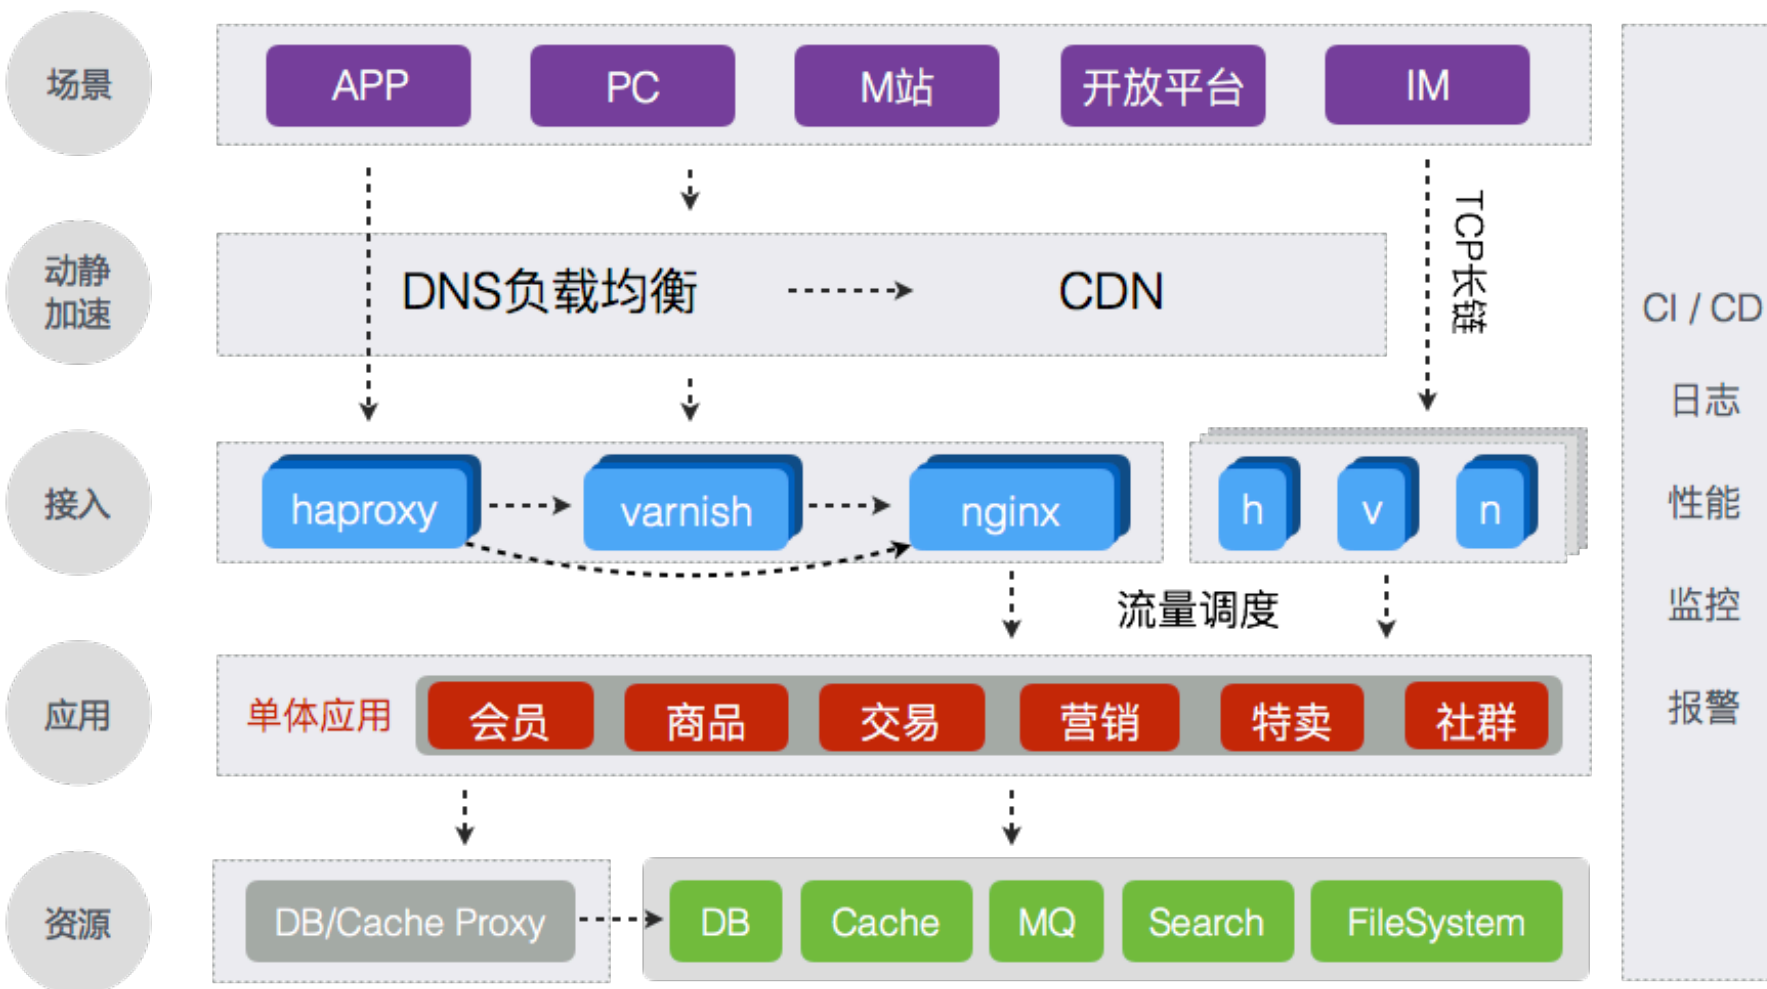 场景
APP
PC
M站
开放平台
IM
动静
加速
DNS负载均衡
CDN
TCP长链
接入
haproxy
varnish
nginx
h
v
n
流量调度
应用
单体应用
会员
商品
交易
营销
特卖
社群
资源
DB/Cache Proxy
DB
Cache
MQ
Search
FileSystem
CI / CD
日志
性能
监控
报警